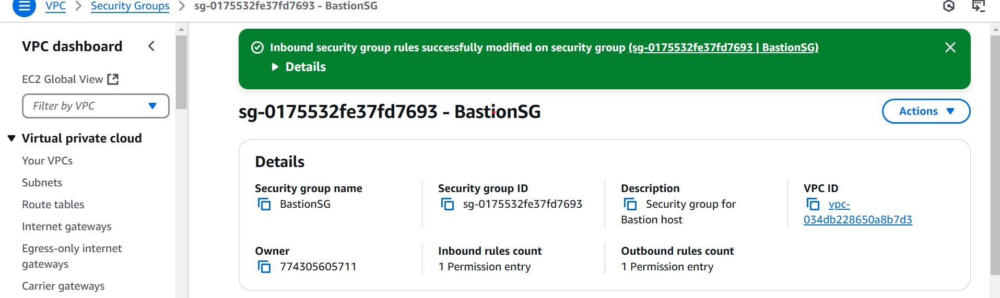 VPC > Security Groups > sg-0175532fe37fd7693 - BastionSG
VPC dashboard
EC2 Global View
Filter by VPC
Virtual private cloud
Your VPCs
Subnets
Route tables
Internet gateways
Egress-only internet
gateways
Carrier gateways
Inbound security group rules successfully modified on security group (sg-0175532fe37fd7693 | BastionSG)
Details
sg-0175532fe37fd7693 - BastionSG
Actions
Details
Security group name
BastionSG
Security group ID
sg-0175532fe37fd7693
Description
Security group for
Bastion host
VPC ID
vpc-
034db228650a8b7d3
Owner
774305605711
Inbound rules count
1 Permission entry
Outbound rules count
1 Permission entry